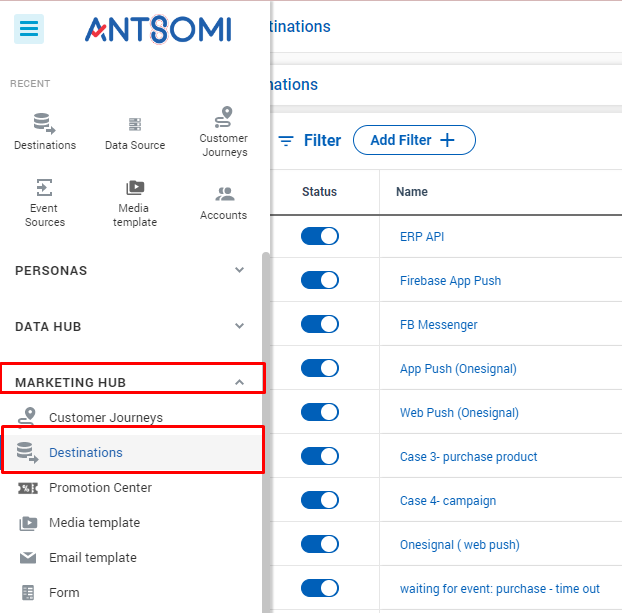 ANTSOMI
tinations
RECENT
nations
Destinations
Data Source
Customer
Journeys
Filter
Add Filter
Event
Sources
Media
template
Accounts
Status
Name
PERSONAS
DATA HUB
MARKETING HUB
Customer Journeys
Destinations
Promotion Center
Media template
Email template
Form
ERP API
Firebase App Push
FB Messenger
App Push (Onesignal)
Web Push (Onesignal)
Case 3- purchase product
Case 4- campaign
Onesignal ( web push)
waiting for event: purchase - time out